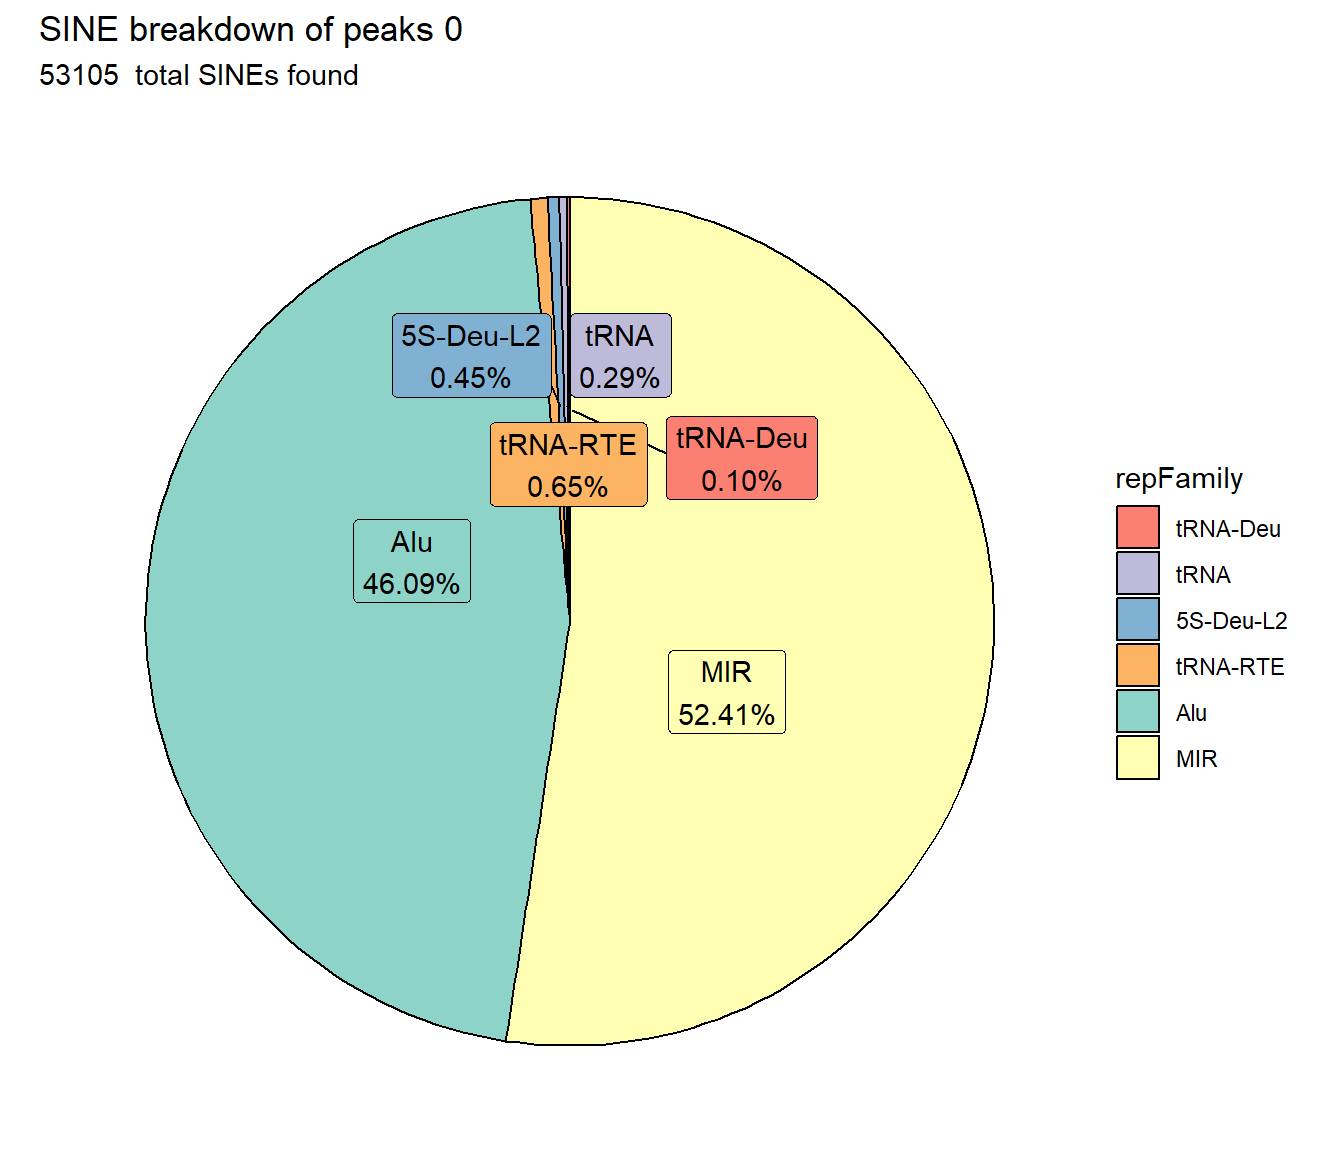 SINE breakdown of peaks 0
53105  total SINEs found
5S-Deu-L2
0.45%
tRNA
0.29%
tRNA-RTE
0.65%
tRNA-Deu
0.10%
Alu
46.09%
MIR
52.41%
repFamily
tRNA-Deu
tRNA
5S-Deu-L2
tRNA-RTE
Alu
MIR